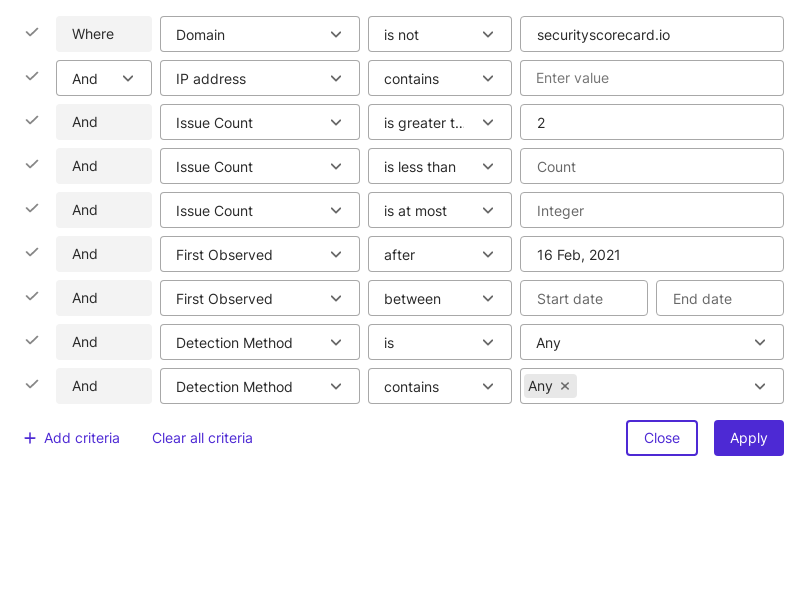 Where Domain is not securityscorecard.io
And IP address contains Enter value
And Issue Count is greater t... 2
And Issue Count is less than Count
And Issue Count is at most Integer
And First Observed after 16 Feb, 2021
And First Observed between Start date End date
And Detection Method is Any
And Detection Method contains Any
Add criteria Clear all criteria Close Apply